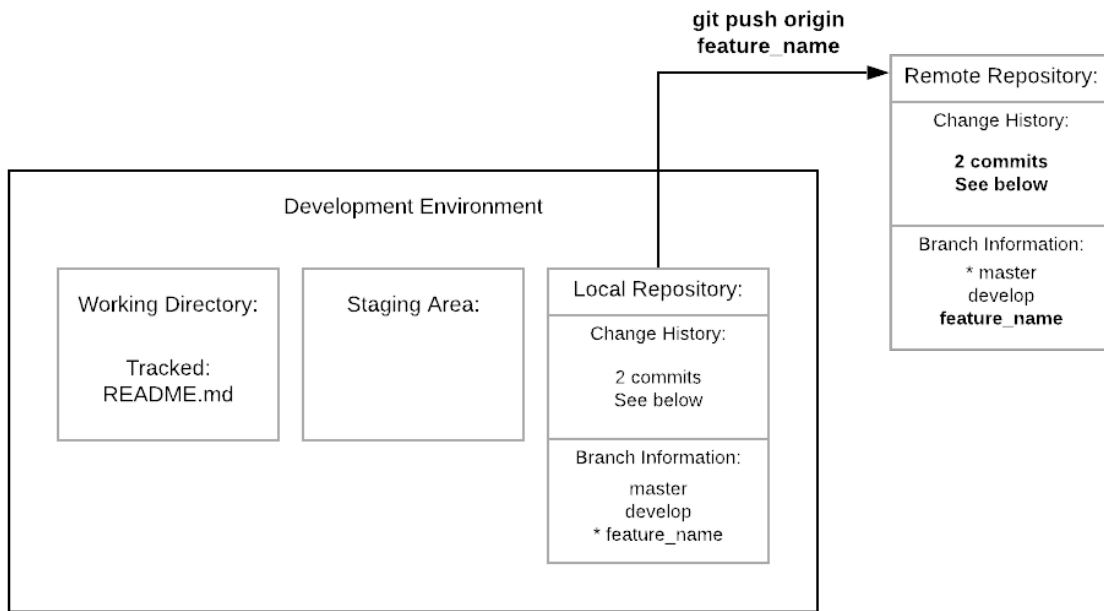 git push origin
feature_name
Remote Repository:
Change History:
2 commits
See below
Branch Information:
* master
develop
feature_name
Development Environment
Working Directory:
Tracked:
README.md
Staging Area:
Local Repository:
Change History:
2 commits
See below
Branch Information:
master
develop
* feature_name